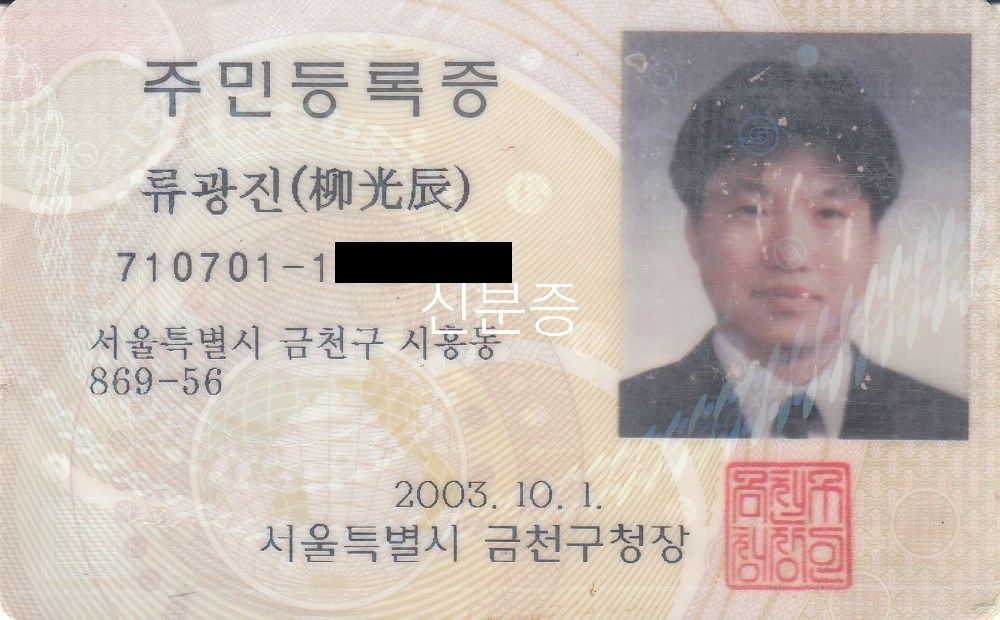 주민등록증
류광진(柳光辰)
710701-1
신분증
서울특별시 금천구 시흥동
869-56
2003. 10. 1.
서울특별시 금천구청장